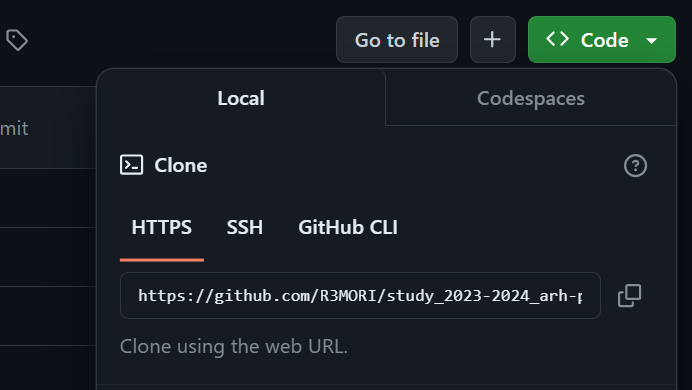 Go to file
Code
Local
Codespaces
mit
Clone
HTTPS
SSH
GitHub CLI
https://github.com/R3MORI/study_2023-2024_arh-p
Clone using the web URL.